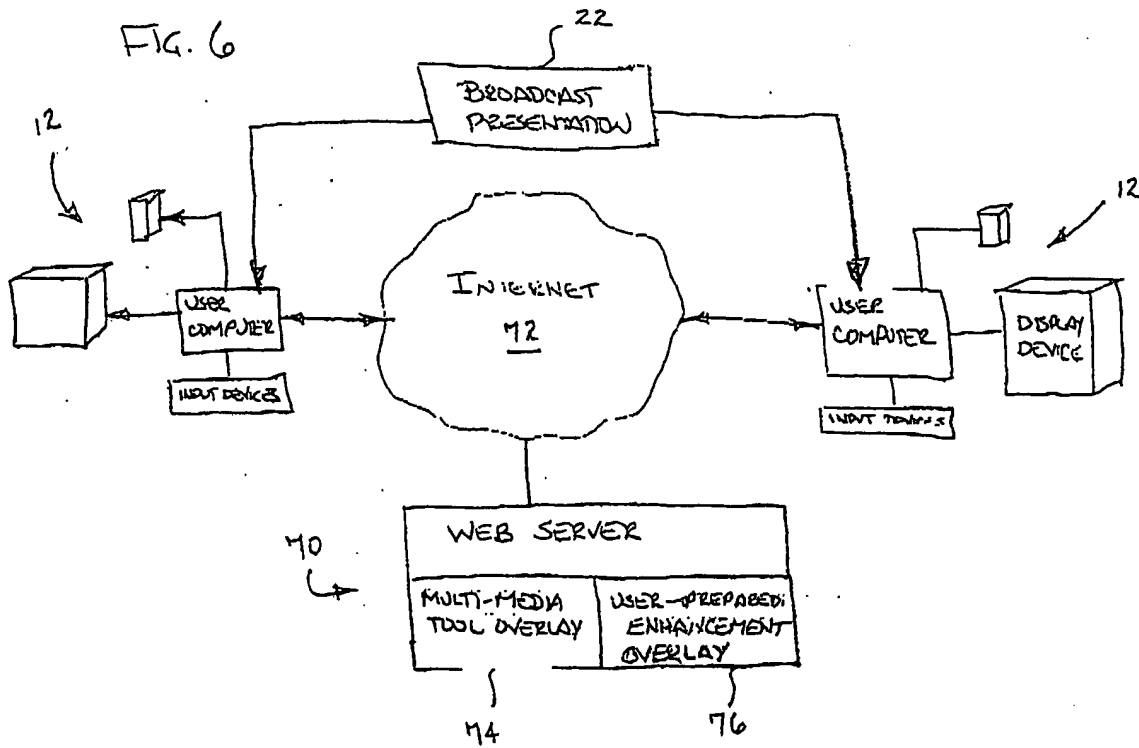 FIG. 6
22
BROADCAST
PRESENTATION
12
12
INTERNET
72
USER
COMPUTER
USER
COMPUTER
DISPLAY
DEVICE
INPUT DEVICES
INPUT DEVICES
WEB SERVER
70
MULTI-MEDIA
TOOL OVERLAY
USER-PREPARED
ENHANCEMENT
OVERLAY
74
76